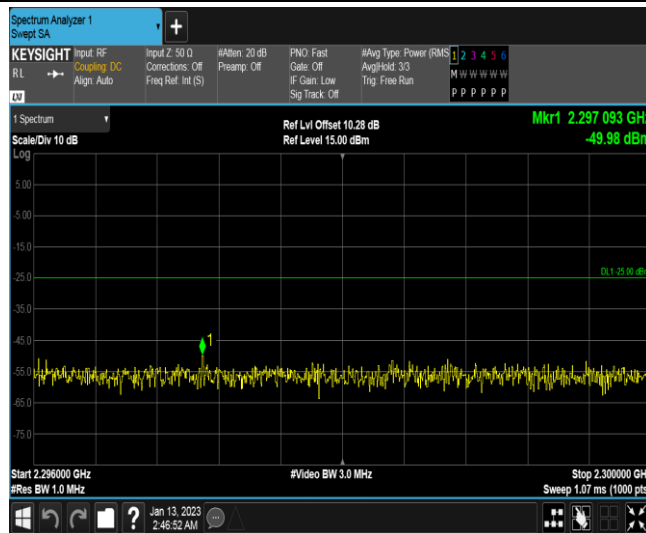 Spectrum Analyzer 1
Swept SA
+
KEYSIGHT
RL
LXI
Input: RF
Coupling: DC
Align: Auto
Input Z: 50 Ω
Corrections: Off
Freq Ref: Int (S)
#Atten: 20 dB
Preamp: Off
PNO: Fast
Gate: Off
IF Gain: Low
Sig Track: Off
#Avg Type: Power (RMS
Avg|Hold: 3/3
Trig: Free Run
1 2 3 4 5 6
M W W W W W
P P P P P P
1 Spectrum
Scale/Div 10 dB
Ref Lvl Offset 10.28 dB
Ref Level 15.00 dBm
Mkr1 2.297 093 GHz
-49.98 dBm
Log
5.00
-5.00
-15.0
-25.0
-35.0
-45.0
-55.0
-65.0
-75.0
DL1 -25.00 dBm
1
Start 2.296000 GHz
#Res BW 1.0 MHz
#Video BW 3.0 MHz
Stop 2.300000 GHz
Sweep 1.07 ms (1000 pts
?
Jan 13, 2023
2:46:52 AM